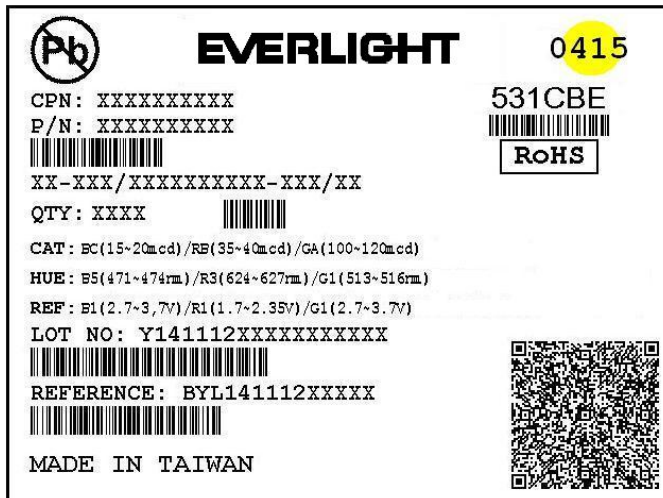 Pb
EVERLIGHT
0415
CPN: XXXXXXXXXX
531CBE
P/N: XXXXXXXXXX
RoHS
XX-XXX/XXXXXXXXXX-XXX/XX
QTY: XXXX
CAT: BC(15~20mcd)/RB(35~40mcd)/GA(100~120mcd)
HUE: B5(471~474nm)/R3(624~627nm)/G1(513~516nm)
REF: B1(2.7~3,7V)/R1(1.7~2.35V)/G1(2.7~3.7V)
LOT NO: Y141112XXXXXXXXXXX
REFERENCE: BYL141112XXXXX
MADE IN TAIWAN